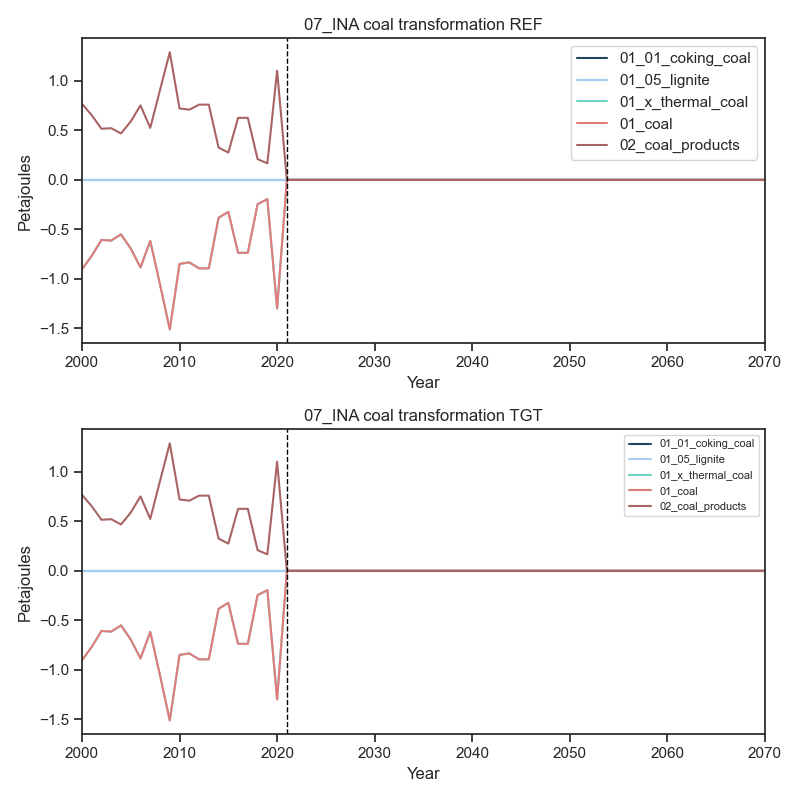 07_INA coal transformation REF
1.0
0.5
0.0
−0.5
−1.0
−1.5
Petajoules
01_01_coking_coal
01_05_lignite
01_x_thermal_coal
01_coal
02_coal_products
2000 2010 2020 2030 2040 2050 2060 2070
Year
07_INA coal transformation TGT
1.0
0.5
0.0
−0.5
−1.0
−1.5
Petajoules
01_01_coking_coal
01_05_lignite
01_x_thermal_coal
01_coal
02_coal_products
2000 2010 2020 2030 2040 2050 2060 2070
Year